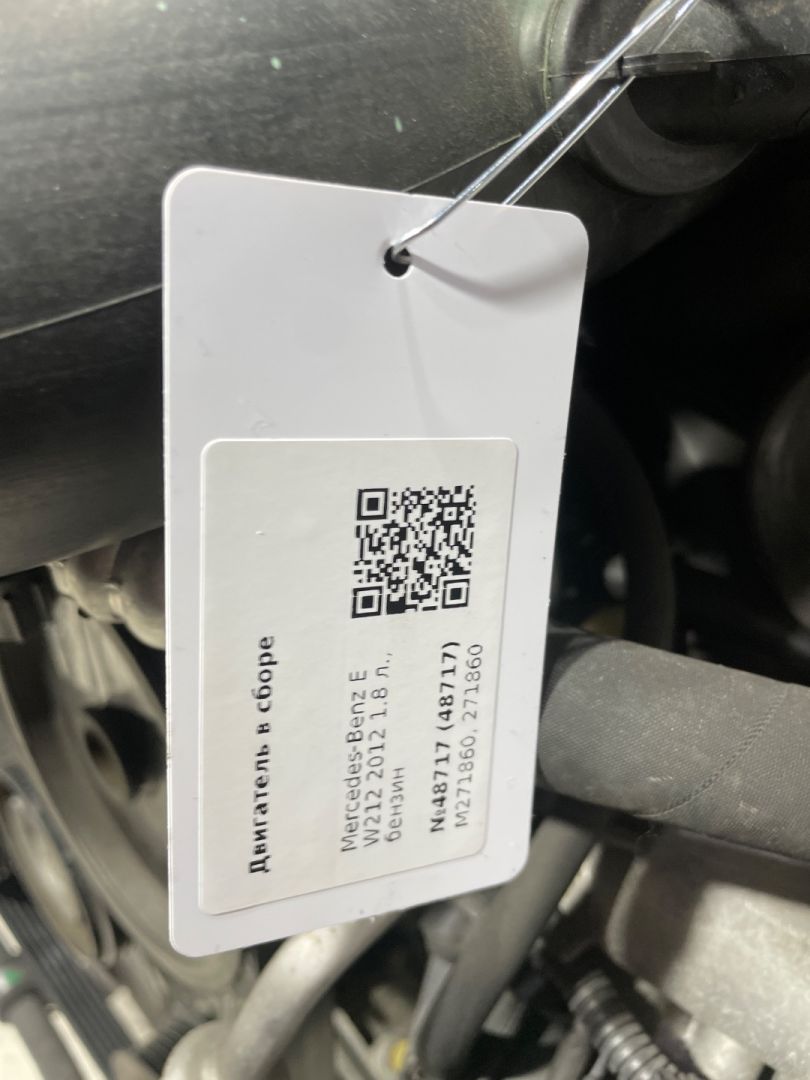 Двигатель в сборе
Mercedes-Benz E
W212 2012 1.8 л.,
бензин
№48717 (48717)
M271860, 271860